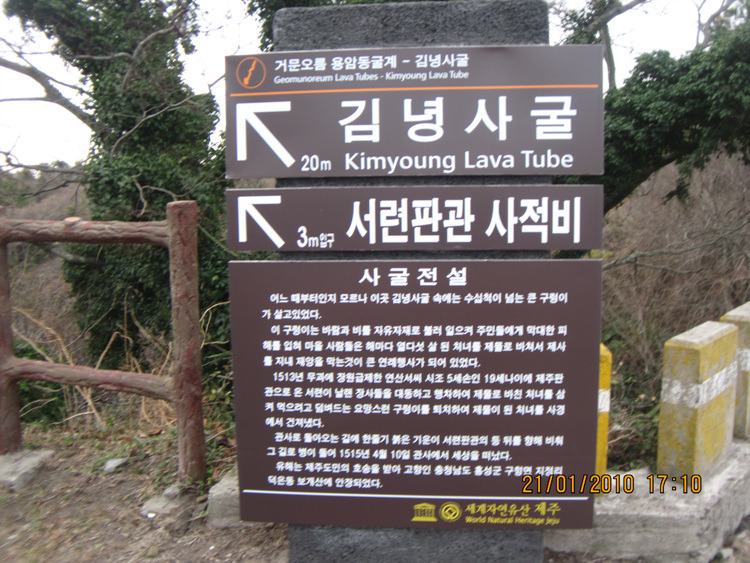 거문오름 용암동굴계 - 김녕사굴
Geomunoreum Lava Tubes - Kimyoung Lava Tube
김녕사굴
20m Kimyoung Lava Tube
3m입구 서련판관 사적비
사굴전설
어느 때부터인지 모르나 이곳 김녕사굴 속에는 수십척이 넘는 큰 구렁이
가 살고있었다.
이 구렁이는 바람과 비를 자유자재로 불러 일으켜 주민들에게 막대한 피
해를 입혀 마을 사람들은 해마다 열다섯 살 된 처녀를 제물로 바쳐서 제사
를 지내 재앙을 막는것이 큰 연례행사가 되어 있었다.
1513년 무과에 장원급제한 연산서씨 시조 5세손인 19세나이에 제주판
관으로 온 서련이 날랜 장사들을 대동하고 행차하여 제물로 바친 처녀를 삼
켜 먹으려고 덤벼드는 요망스런 구렁이를 퇴치하여 제물이 된 처녀를 사경
에서 건져냈다.
관사로 돌아오는 길에 한줄기 붉은 기운이 서련판관의 등 뒤를 향해 비춰
그 길로 병이 들어 1515년 4월 10일 관사에서 세상을 떠났다.
유해는 제주도민의 호송을 받아 고향인 충청남도 홍성군 구항면 지정리
덕은동 보개산에 안장되었다.
세계자연유산 제주
World Natural Heritage Jeju
21/01/2010 17:10